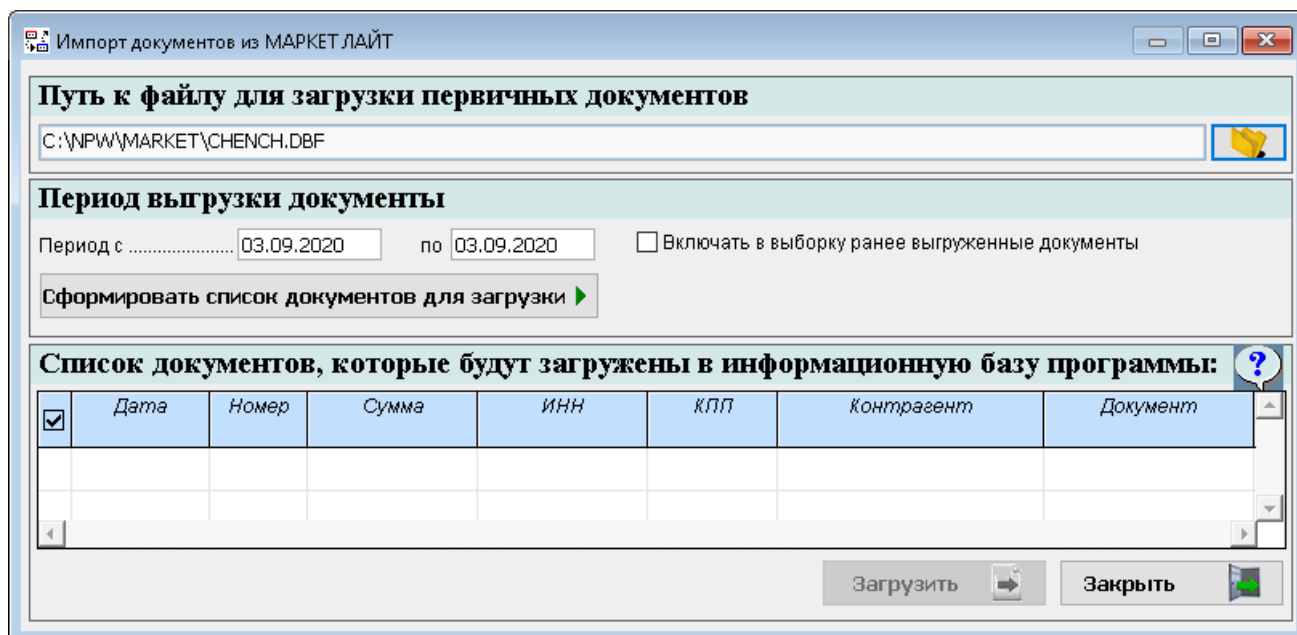 Импорт документов из МАРКЕТ ЛАЙТ
Путь к файлу для загрузки первичных документов
C:\NPW\MARKET\CHENCH.DBF
Период выгрузки документы
Период с ...................... 03.09.2020 по 03.09.2020 Включать в выборку ранее выгруженные документы
Сформировать список документов для загрузки
Список документов, которые будут загружены в информационную базу программы: ?
Дата Номер Сумма ИНН КПП Контрагент Документ
Загрузить Закрыть